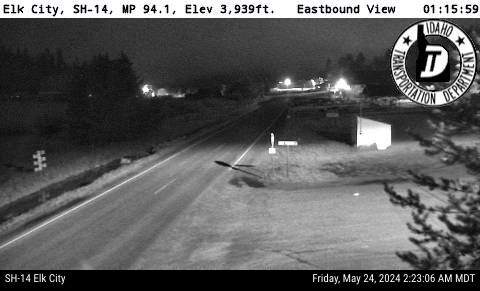 Elk City, SH-14, MP 94.1, Elev 3,939ft. Eastbound View 01:15:59
IDAHO
TRANSPORTATION DEPARTMENT
SH-14 Elk City Friday, May 24, 2024 2:23:06 AM MDT